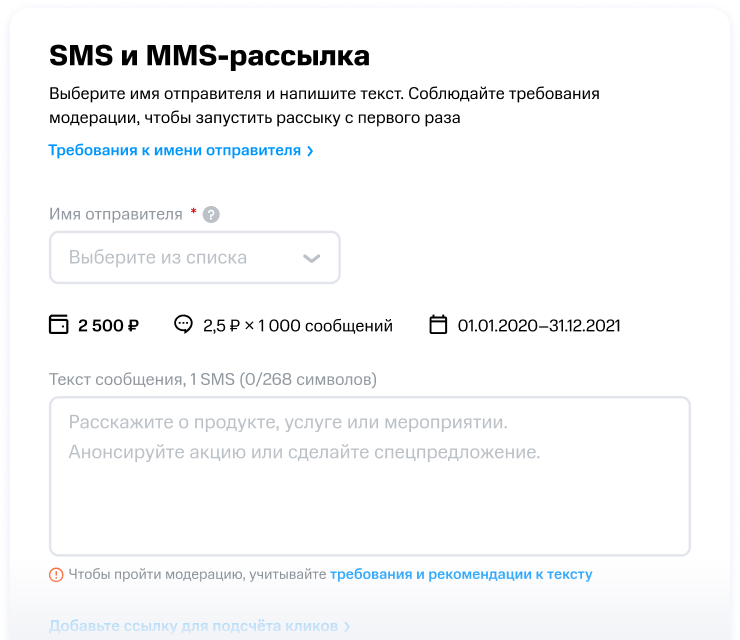 SMS и MMS-рассылка
Выберите имя отправителя и напишите текст. Соблюдайте требования
модерации, чтобы запустить рассыку с первого раза
Требования к имени отправителя ›
Имя отправителя * ?
Выберите из списка
2 500 ₽ 2,5 ₽ × 1 000 сообщений 01.01.2020–31.12.2021
Текст сообщения, 1 SMS (0/268 символов)
Расскажите о продукте, услуге или мероприятии.
Анонсируйте акцию или сделайте спецпредложение.
Чтобы пройти модерацию, учитывайте требования и рекомендации к тексту
Добавьте ссылку для подсчёта кликов ›